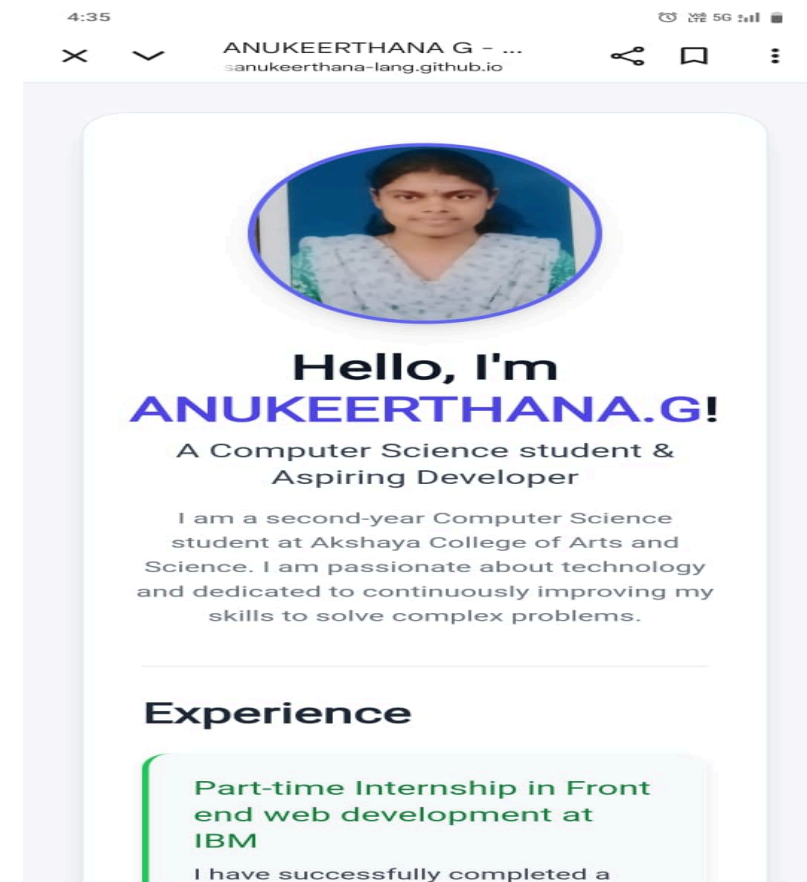 4:35
5G
ANUKEERTHANA G - ...
sanukeerthana-lang.github.io
Hello, I'm
ANUKEERTHANA.G!
A Computer Science student &
Aspiring Developer
I am a second-year Computer Science
student at Akshaya College of Arts and
Science. I am passionate about technology
and dedicated to continuously improving my
skills to solve complex problems.
Experience
Part-time Internship in Front
end web development at
IBM
I have successfully completed a